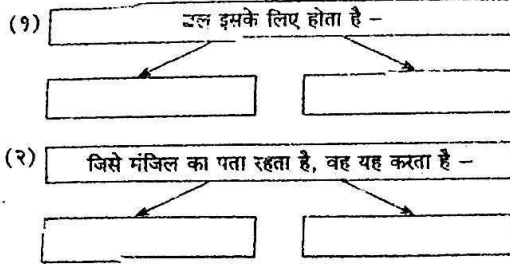 (१) इसके लिए होता है –
(२) जिसे मंजिल का पता रहता है, वह यह करता है –